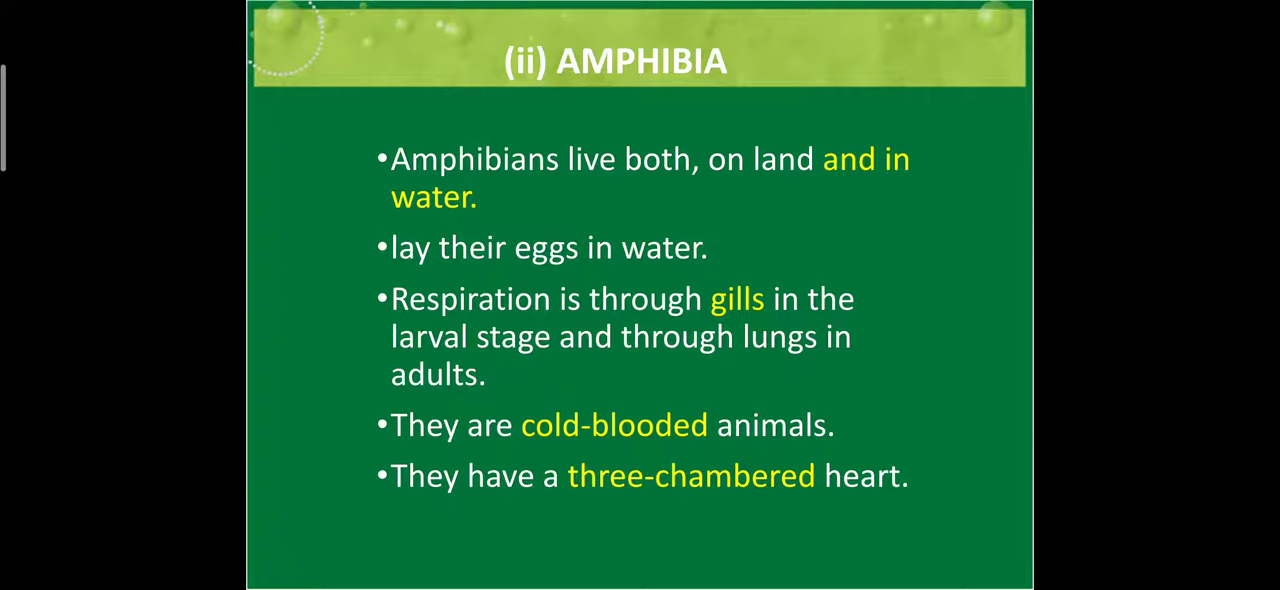 (ii) AMPHIBIA
•Amphibians live both, on land and in
water.
•lay their eggs in water.
•Respiration is through gills in the
larval stage and through lungs in
adults.
•They are cold-blooded animals.
•They have a three-chambered heart.